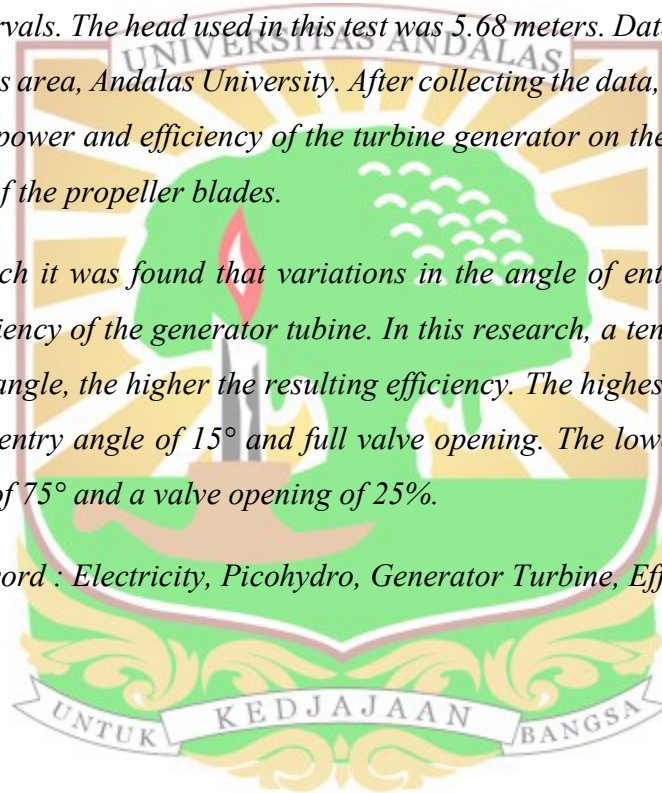 rvals. The head used in this test was 5.68 meters. Dat
UNIVERSITAS ANDALAS
s area, Andalas University. After collecting the data,
power and efficiency of the turbine generator on the
of the propeller blades.
ch it was found that variations in the angle of ent
iency of the generator tubine. In this research, a ten
angle, the higher the resulting efficiency. The highes
entry angle of 15° and full valve opening. The low
of 75° and a valve opening of 25%.
ord : Electricity, Picohydro, Generator Turbine, Eff
UNTUK KEDJAJAAN BANGSA